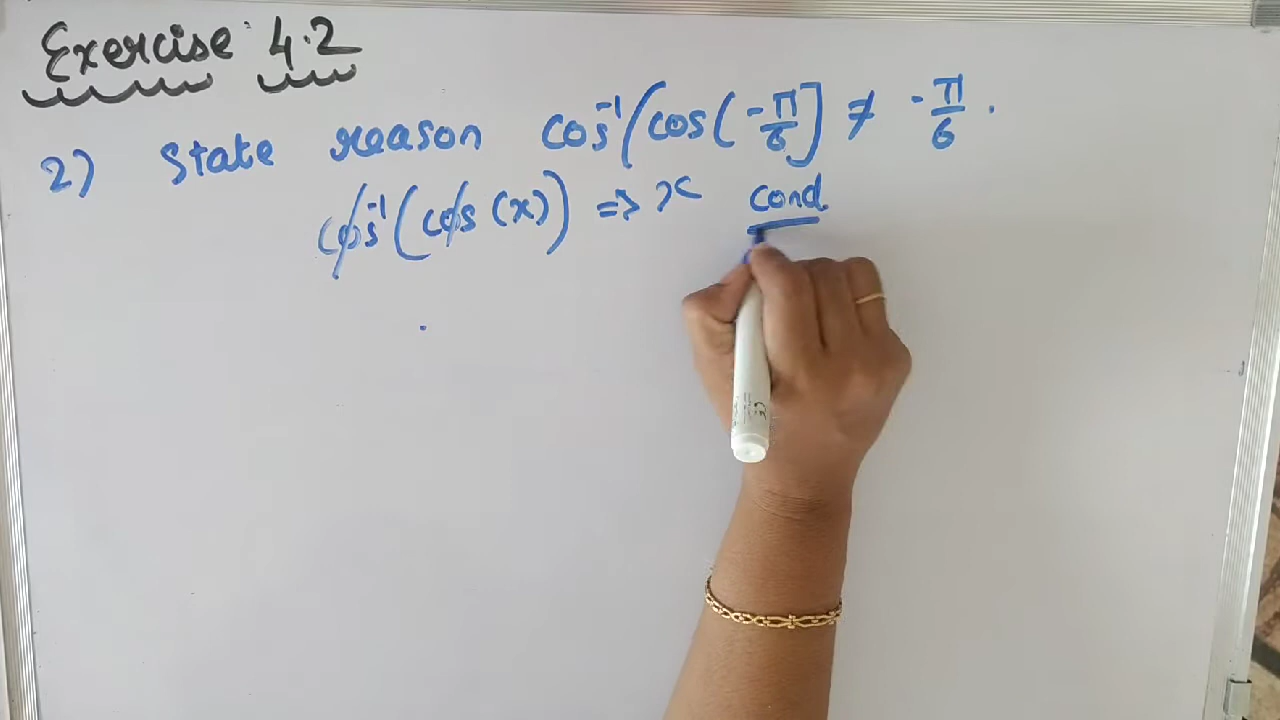 Exercise 4.2
2) State reason cos⁻¹(cos(-π/6] ≠ -π/6.
cos⁻¹(cos(x)) => x cond